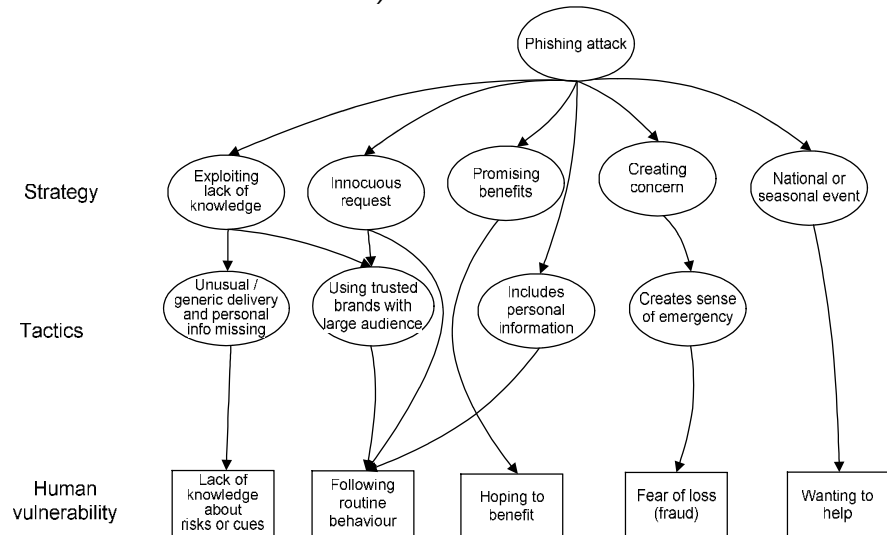 )
Phishing attack
Strategy
Exploiting
lack of
knowledge
Innocuous
request
Promising
benefits
Creating
concern
National or
seasonal event
Tactics
Unusual /
generic delivery
and personal
info missing
Using trusted
brands with
large audience
Includes
personal
information
Creates sense
of emergency
Human
vulnerability
Lack of
knowledge
about
risks or cues
Following
routine
behaviour
Hoping to
benefit
Fear of loss
(fraud)
Wanting to
help